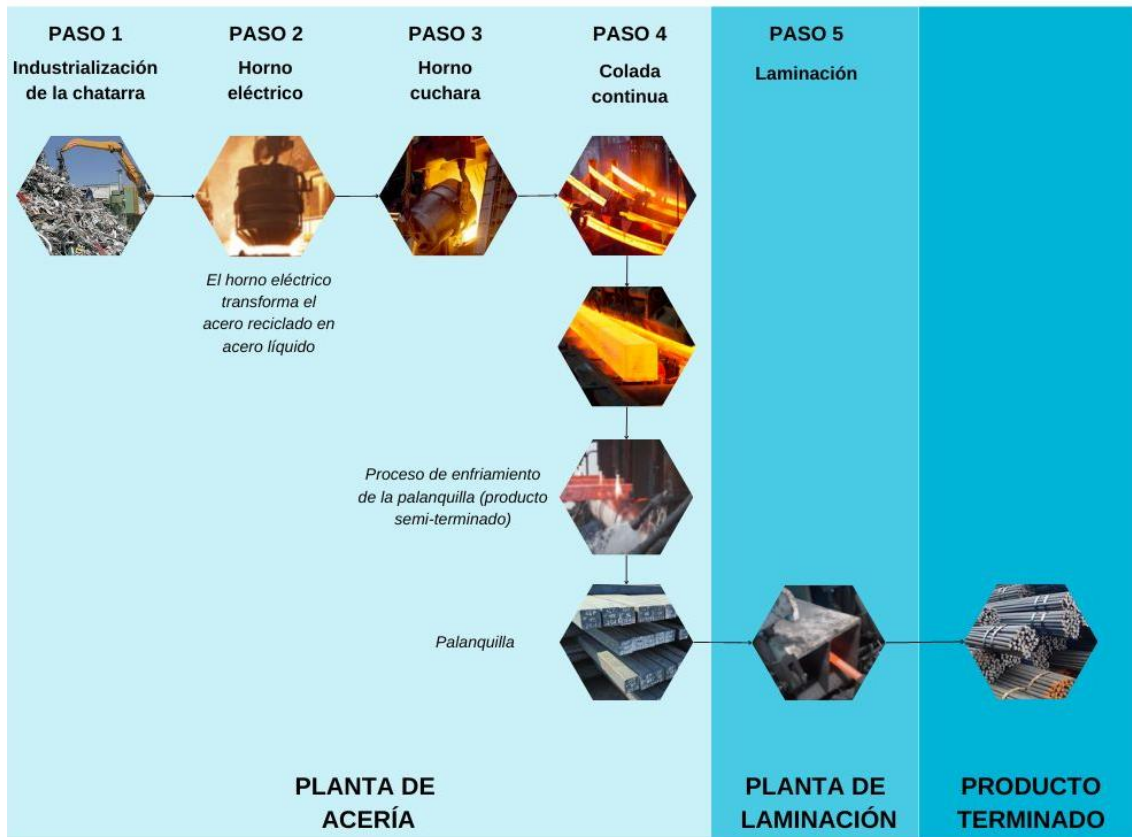 PASO 1
Industrialización
de la chatarra
PASO 2
Horno
eléctrico
PASO 3
Horno
cuchara
PASO 4
Colada
continua
PASO 5
Laminación
El horno eléctrico
transforma el
acero reciclado en
acero líquido
Proceso de enfriamiento
de la palanquilla (producto
semi-terminado)
Palanquilla
PLANTA DE
ACERÍA
PLANTA DE
LAMINACIÓN
PRODUCTO
TERMINADO